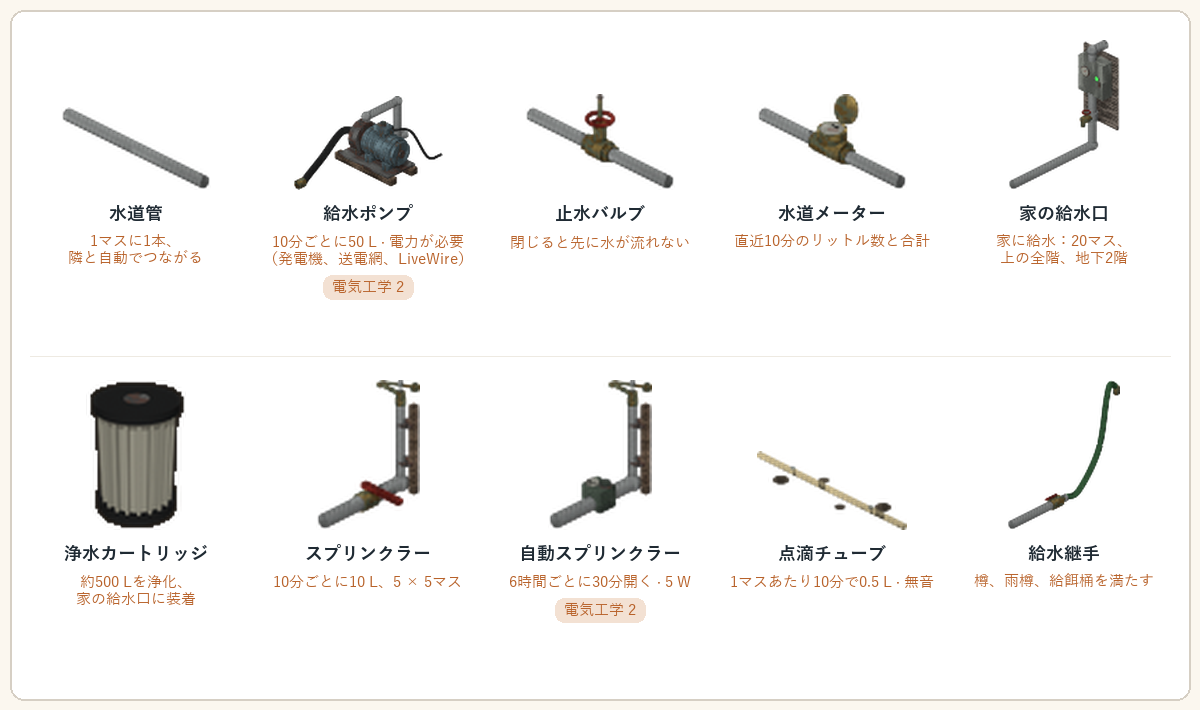 水道管
1マスに1本、
隣と自動でつながる
給水ポンプ
10分ごとに50 L · 電力が必要
（発電機、送電網、LiveWire）
電気工学 2
止水バルブ
閉じると先に水が流れない
水道メーター
直近10分のリットル数と合計
家の給水口
家に給水：20マス、
上の全階、地下2階
浄水カートリッジ
約500 Lを浄化、
家の給水口に装着
スプリンクラー
10分ごとに10 L、5 × 5マス
自動スプリンクラー
6時間ごとに30分開く · 5 W
電気工学 2
点滴チューブ
1マスあたり10分で0.5 L · 無音
給水継手
樽、雨樽、給餌桶を満たす